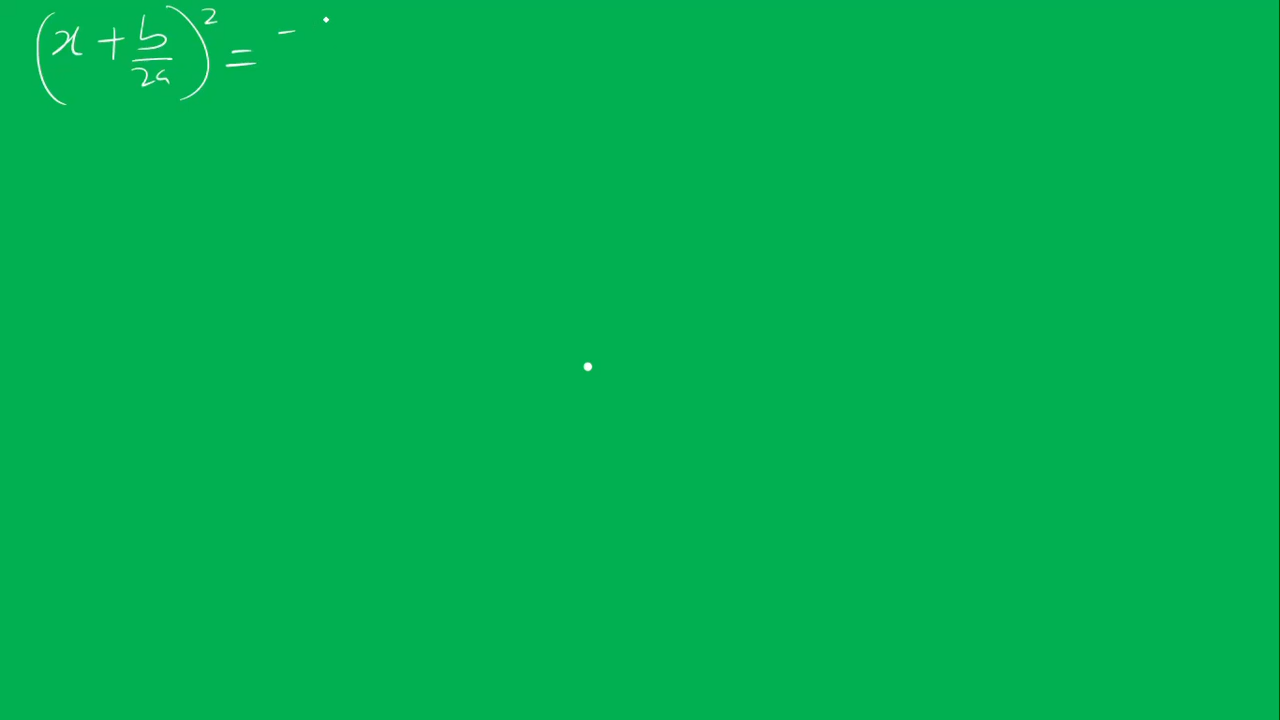 (x + b/2a)² = -